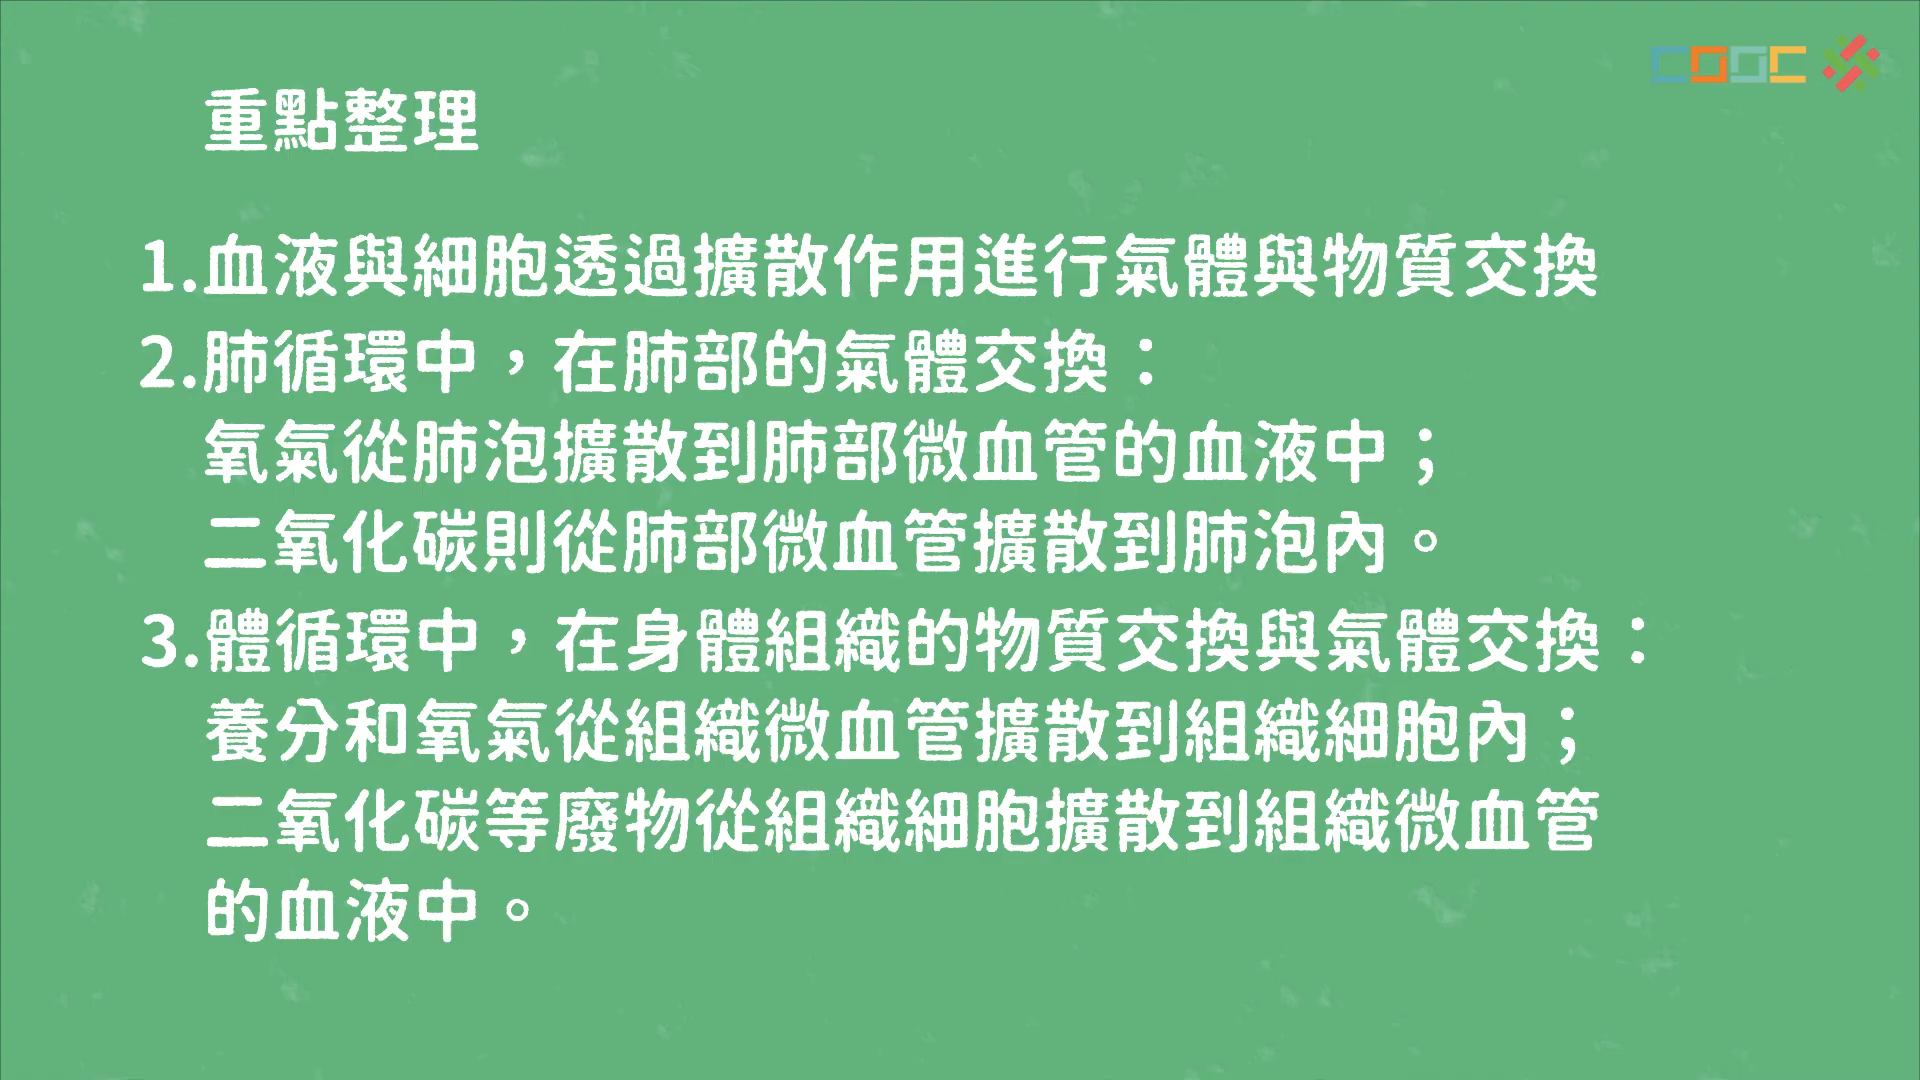 COOC
重點整理
1.血液與細胞透過擴散作用進行氣體與物質交換
2.肺循環中，在肺部的氣體交換：
氧氣從肺泡擴散到肺部微血管的血液中；
二氧化碳則從肺部微血管擴散到肺泡內。
3.體循環中，在身體組織的物質交換與氣體交換：
養分和氧氣從組織微血管擴散到組織細胞內；
二氧化碳等廢物從組織細胞擴散到組織微血管
的血液中。